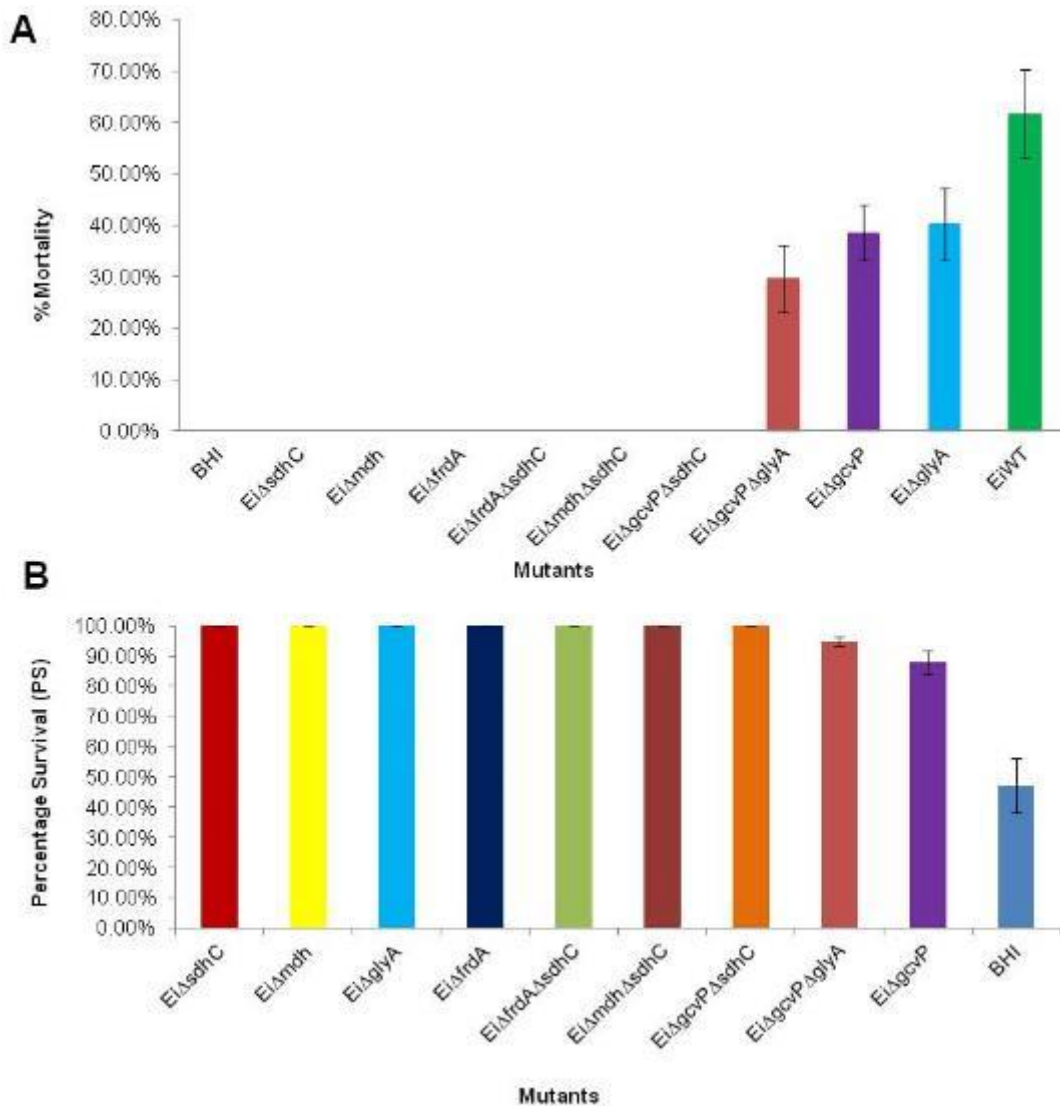 A
80.00%
70.00%
60.00%
50.00%
40.00%
30.00%
20.00%
10.00%
0.00%
%Mortality
BHI
EiΔsdhC
EiΔmdh
EiΔfrdA
EiΔfrdAΔsdhC
EiΔmdhΔsdhC
EiΔgcvPΔsdhC
EiΔgcvPΔglyA
EiΔgcvP
EiΔglyA
EiWT
Mutants
B
100.00%
90.00%
80.00%
70.00%
60.00%
50.00%
40.00%
30.00%
20.00%
10.00%
0.00%
Percentage Survival (PS)
EiΔsdhC
EiΔmdh
EiΔglyA
EiΔfrdA
EiΔfrdAΔsdhC
EiΔmdhΔsdhC
EiΔgcvPΔsdhC
EiΔgcvPΔglyA
EiΔgcvP
BHI
Mutants